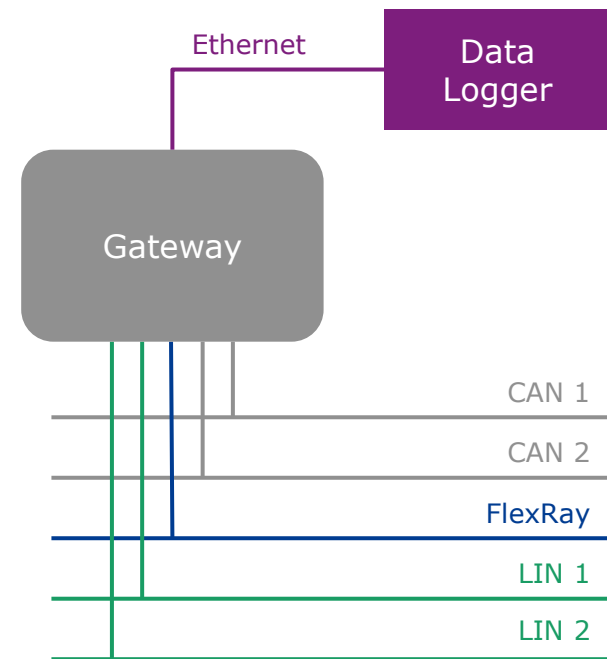 Ethernet
Data
Logger
Gateway
CAN 1
CAN 2
FlexRay
LIN 1
LIN 2